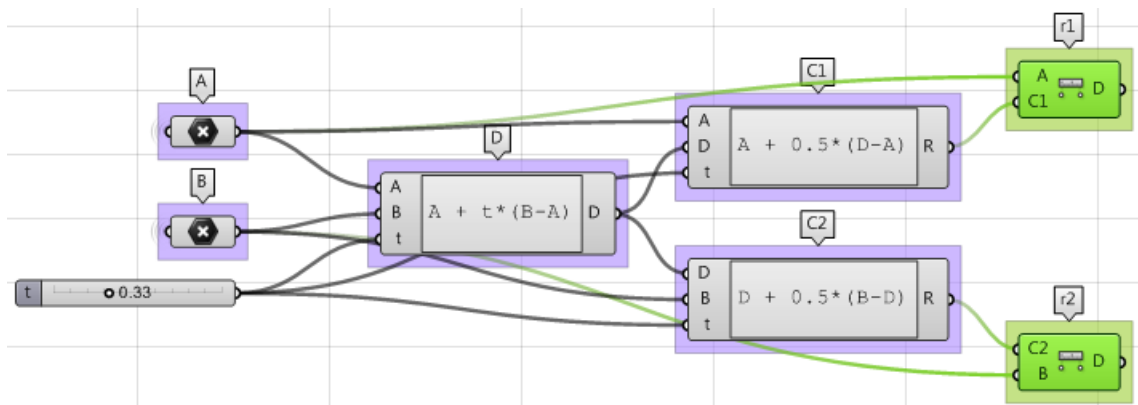 r1
A
C1
A
D
C1
A
D
t
A + 0.5*(D-A)
R
D
B
A
B
t
A + t*(B-A)
D
C2
D
B
t
D + 0.5*(B-D)
R
t
0.33
r2
C2
B
D